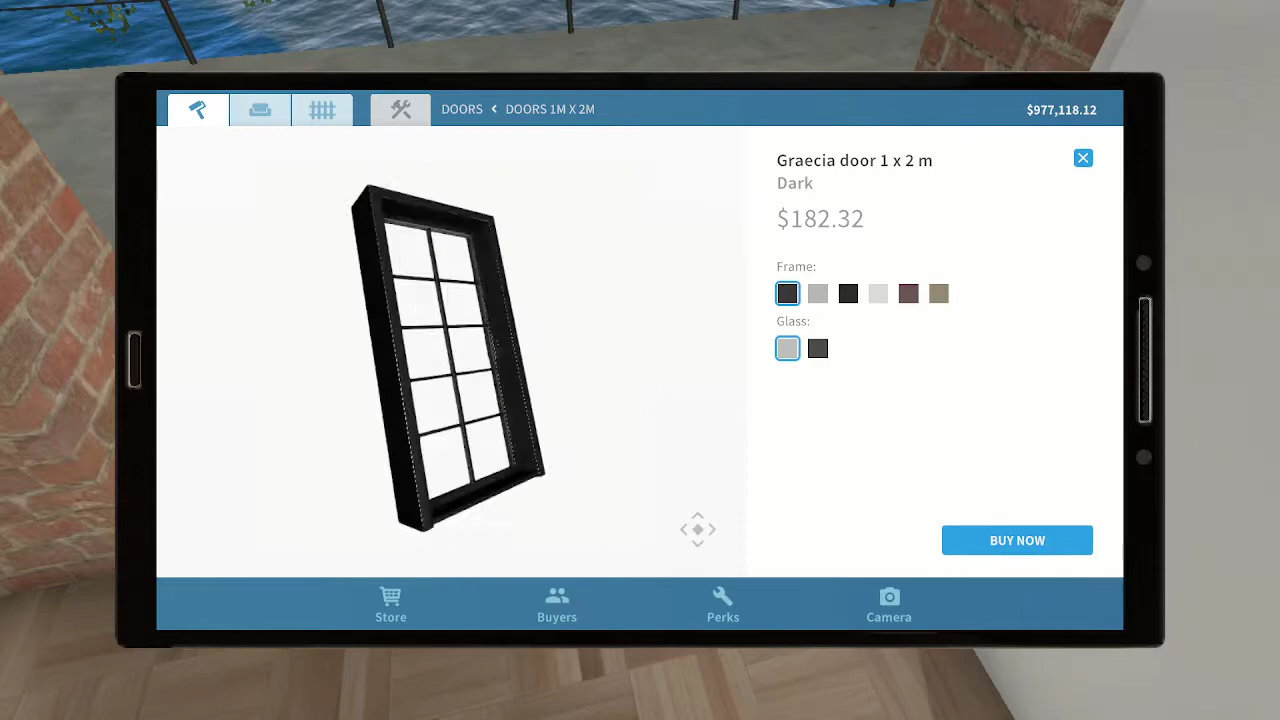 DOORS < DOORS 1M X 2M
$977,118.12
Graecia door 1 x 2 m
Dark
$182.32
Frame:
Glass:
BUY NOW
Store
Buyers
Perks
Camera